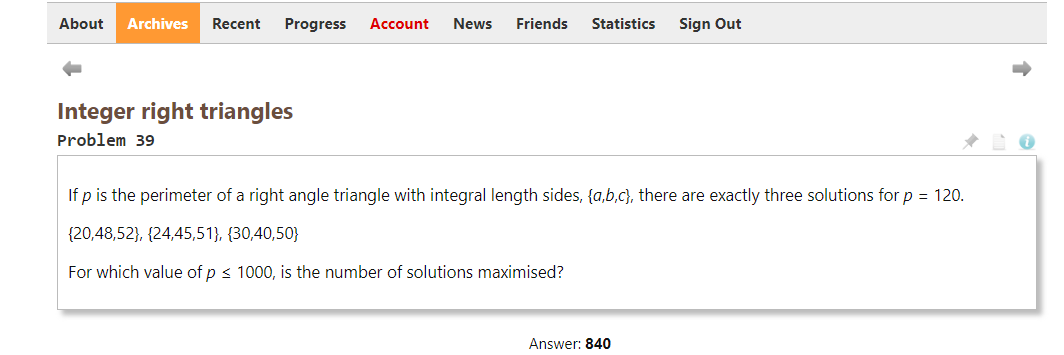 About Archives Recent Progress Account News Friends Statistics Sign Out
Integer right triangles
Problem 39
If p is the perimeter of a right angle triangle with integral length sides, {a,b,c}, there are exactly three solutions for p = 120.
{20,48,52}, {24,45,51}, {30,40,50}
For which value of p ≤ 1000, is the number of solutions maximised?
Answer: 840